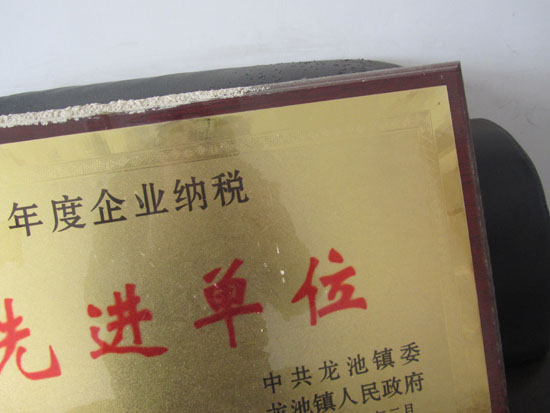 年度企业纳税
先进单位
中共龙池镇委
龙池镇人民政府